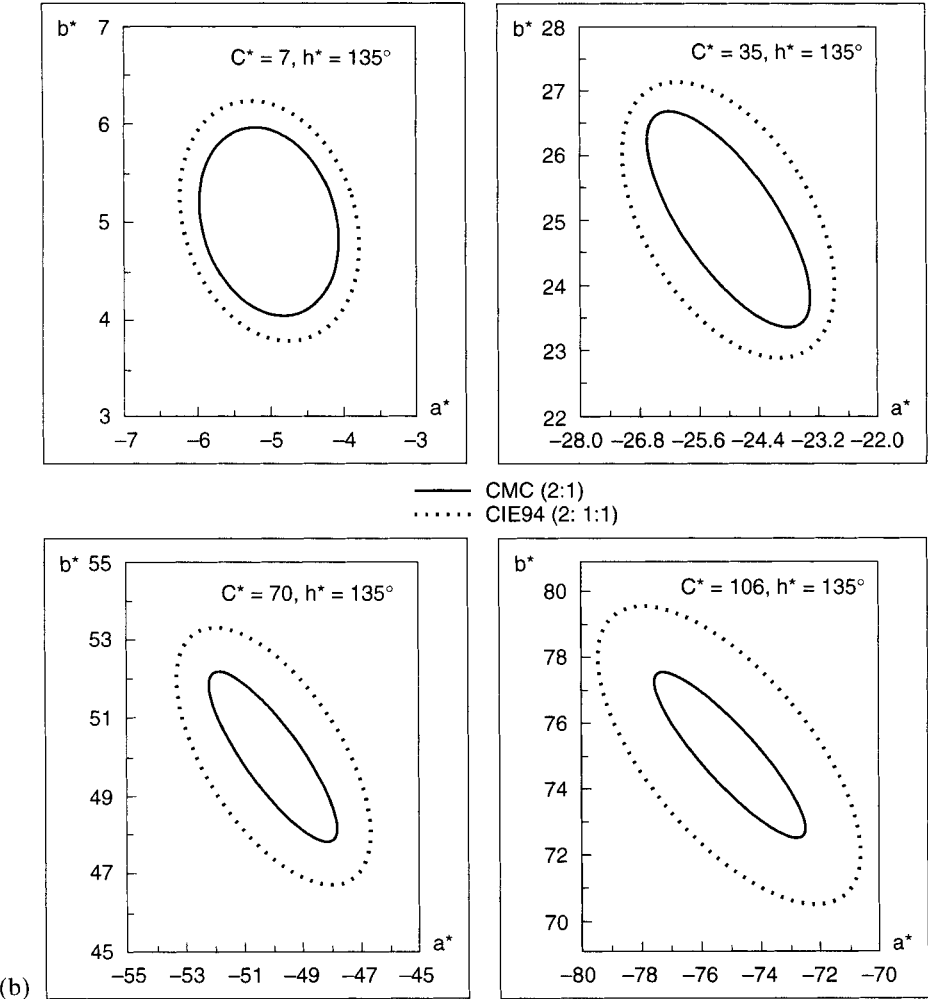 b*
7
6
5
4
3
C* = 7, h* = 135°
a*
−7 −6 −5 −4 −3
b*
28
27
26
25
24
23
22
C* = 35, h* = 135°
a*
−28.0 −26.8 −25.6 −24.4 −23.2 −22.0
CMC (2:1)
CIE94 (2: 1:1)
b*
55
53
51
49
47
45
C* = 70, h* = 135°
a*
−55 −52 −51 −48 −45
b*
80
78
76
74
72
70
C* = 106, h* = 135°
a*
−80 −78 −76 −74 −72 −70
(b)